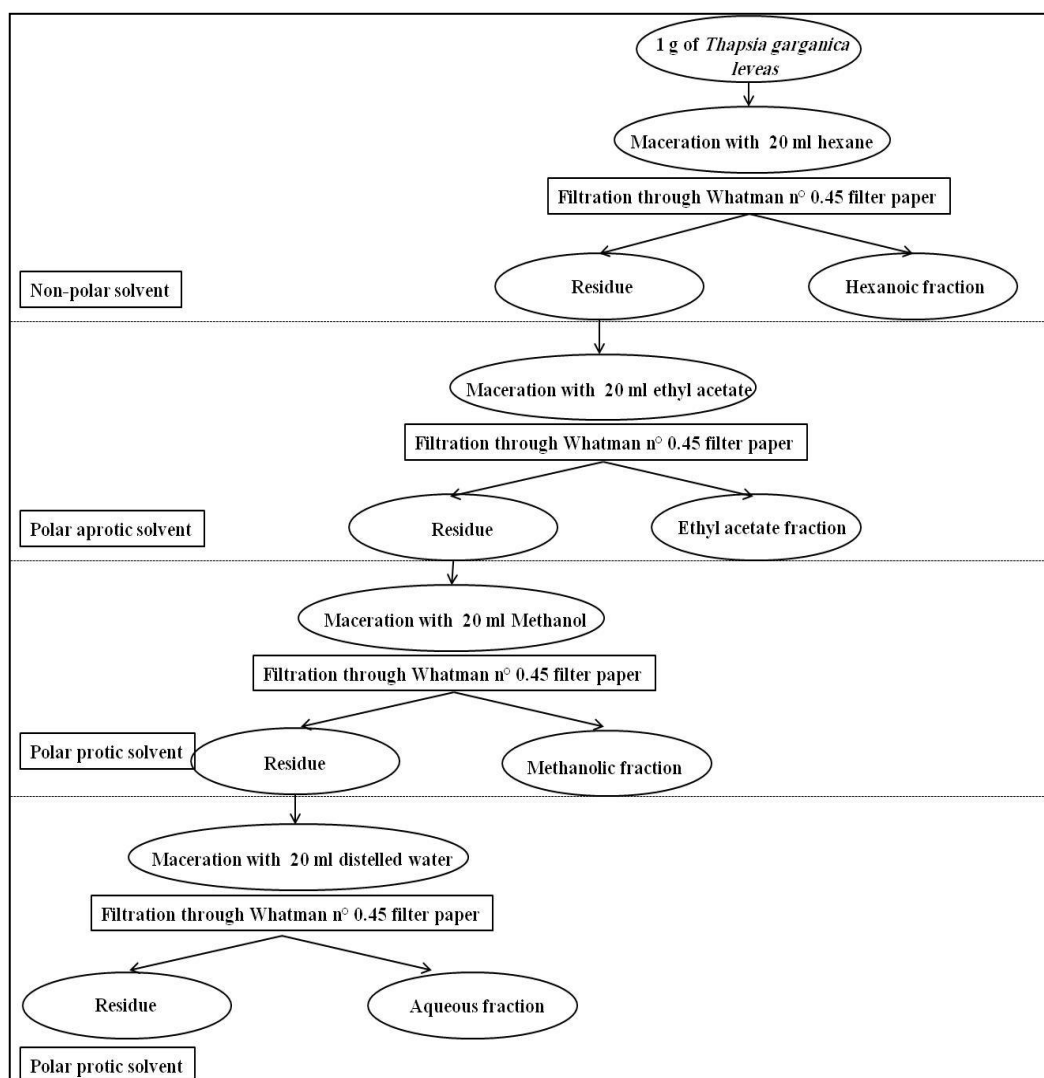 1 g of Thapsia garganica
leveas
Maceration with 20 ml hexane
Filtration through Whatman n° 0.45 filter paper
Residue
Hexanoic fraction
Non-polar solvent
Maceration with 20 ml ethyl acetate
Filtration through Whatman n° 0.45 filter paper
Residue
Ethyl acetate fraction
Polar aprotic solvent
Maceration with 20 ml Methanol
Filtration through Whatman n° 0.45 filter paper
Residue
Methanolic fraction
Polar protic solvent
Maceration with 20 ml distelled water
Filtration through Whatman n° 0.45 filter paper
Residue
Aqueous fraction
Polar protic solvent